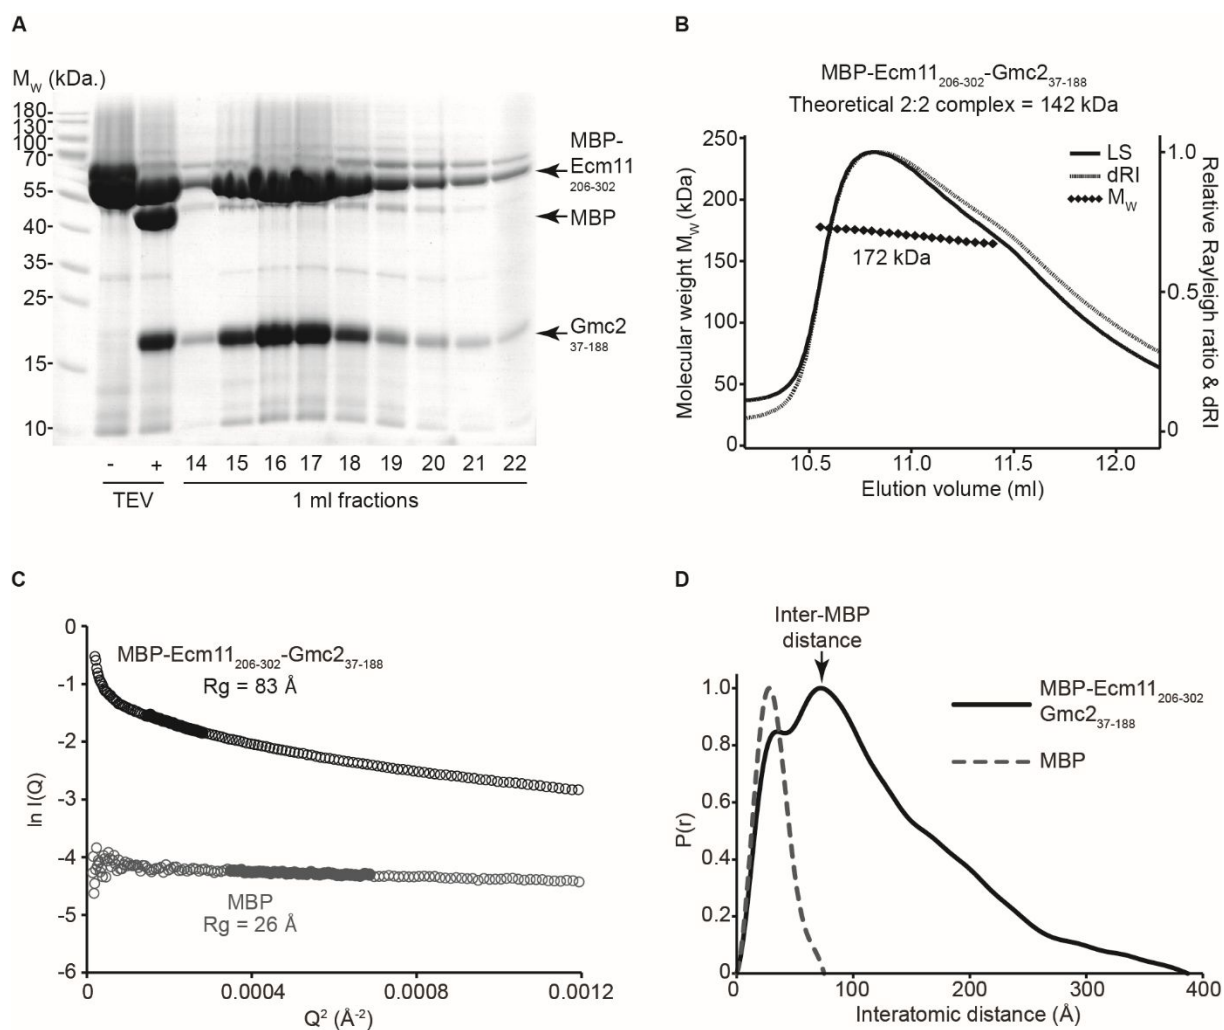 A
M_W (kDa.)
180-
130-
100-
70-
55-
40-
35-
25-
15-
10-
MBP-
Ecm11
206-302
MBP
Gmc2
37-188
- + 14 15 16 17 18 19 20 21 22
TEV 1 ml fractions
B
MBP-Ecm11₂₀₆₋₃₀₂-Gmc2₃₇₋₁₈₈
Theoretical 2:2 complex = 142 kDa
Molecular weight M_W (kDa)
250
200
150
100
50
0
LS
dRI
M_W
172 kDa
1.0
0.5
0
Relative Rayleigh ratio & dRI
10.5 11.0 11.5 12.0
Elution volume (ml)
C
ln I(Q)
0
-1
-2
-3
-4
-5
-6
MBP-Ecm11₂₀₆₋₃₀₂-Gmc2₃₇₋₁₈₈
Rg = 83 Å
MBP
Rg = 26 Å
0 0.0004 0.0008 0.0012
Q² (Å⁻²)
D
Inter-MBP
distance
P(r)
1.0
0.8
0.6
0.4
0.2
0
MBP-Ecm11₂₀₆₋₃₀₂
Gmc2₃₇₋₁₈₈
MBP
0 100 200 300 400
Interatomic distance (Å)